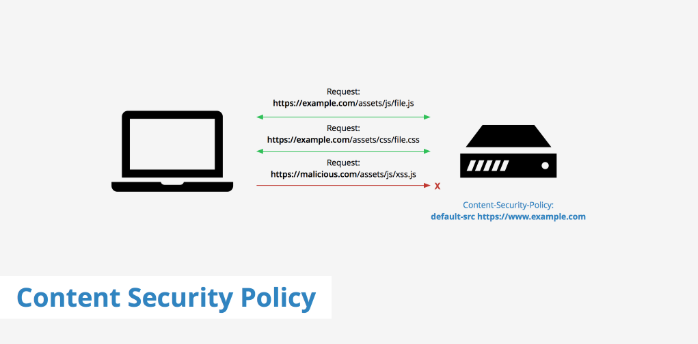 Request:
https://example.com/assets/js/file.js
Request:
https://example.com/assets/css/file.css
Request:
https://malicious.com/assets/js/xss.js
X
Content-Security-Policy:
default-src https://www.example.com
Content Security Policy